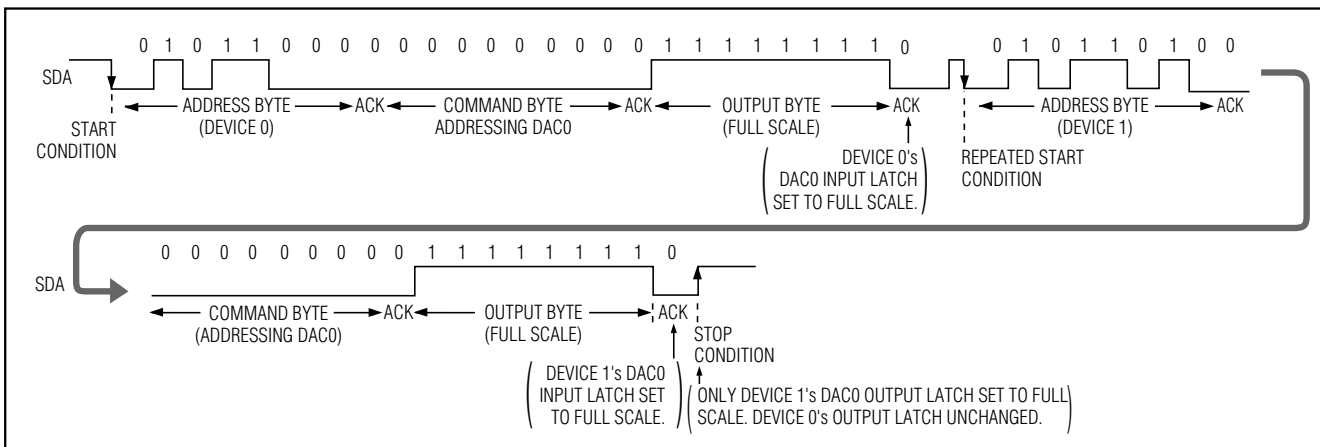 0 1 0 1 1 0 0 0 0 0 0 0 0 0 0 0 0 0 1 1 1 1 1 1 1 1 0 0 1 0 1 1 0 1 0 0
SDA
ADDRESS BYTE ACK COMMAND BYTE ACK OUTPUT BYTE ACK ADDRESS BYTE ACK
(DEVICE 0) ADDRESSING DAC0 (FULL SCALE) (DEVICE 1)
START
CONDITION
DEVICE 0's
DAC0 INPUT LATCH
SET TO FULL SCALE.
REPEATED START
CONDITION
0 0 0 0 0 0 0 0 0 1 1 1 1 1 1 1 1 0
SDA
COMMAND BYTE ACK OUTPUT BYTE ACK
(ADDRESSING DAC0) (FULL SCALE)
STOP
CONDITION
DEVICE 1's DAC0
INPUT LATCH SET
TO FULL SCALE.
ONLY DEVICE 1's DAC0 OUTPUT LATCH SET TO FULL
SCALE. DEVICE 0's OUTPUT LATCH UNCHANGED.